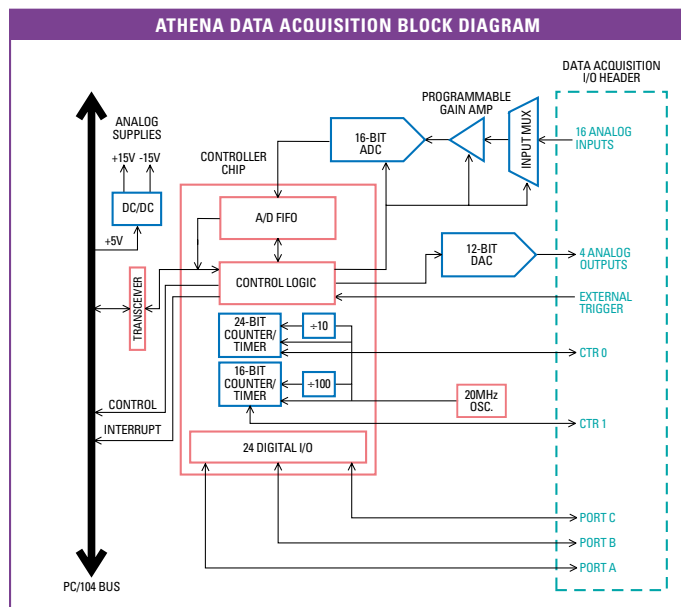 ATHENA DATA ACQUISITION BLOCK DIAGRAM
DATA ACQUISITION
I/O HEADER
ANALOG
SUPPLIES
+15V -15V
DC/DC
+5V
CONTROLLER
CHIP
16-BIT
ADC
PROGRAMMABLE
GAIN AMP
INPUT MUX
16 ANALOG
INPUTS
A/D FIFO
CONTROL LOGIC
12-BIT
DAC
4 ANALOG
OUTPUTS
EXTERNAL
TRIGGER
TRANSCEIVER
24-BIT
COUNTER/
TIMER
÷10
CTR 0
16-BIT
COUNTER/
TIMER
÷100
20MHz
OSC.
CONTROL
CTR 1
INTERRUPT
24 DIGITAL I/O
PORT C
PORT B
PORT A
PC/104 BUS